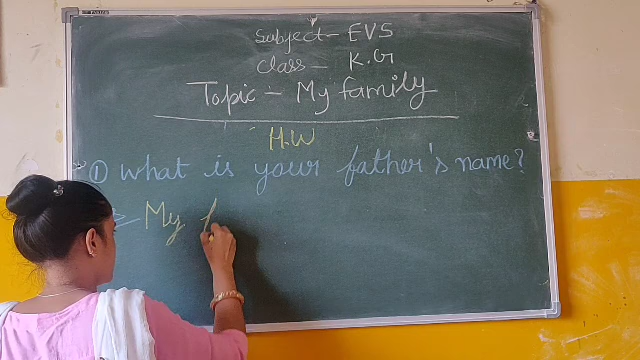 Subject - EVS
Class - K.G
Topic - My family
H.W
① What is your father's name?
My f